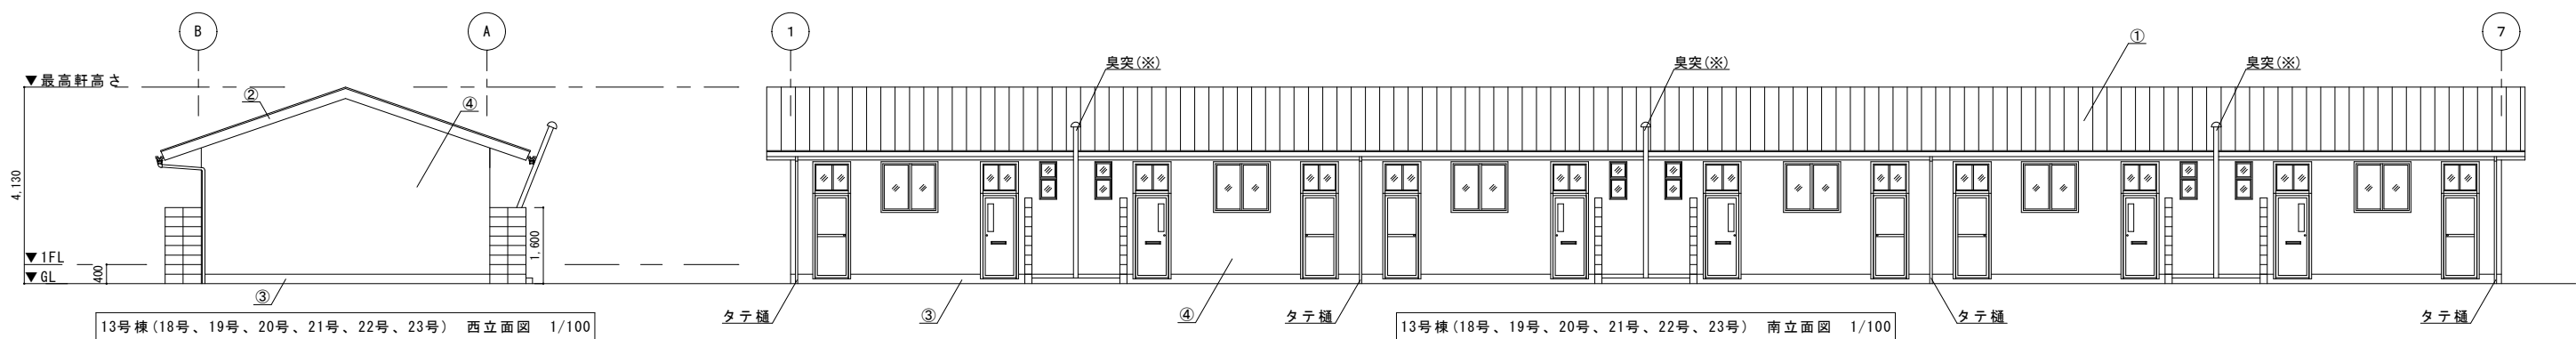 B
A
1
7
▼最高軒高さ
②
④
臭突(※)
臭突(※)
①
臭突(※)
4,130
1,600
▼1FL
400
▼GL
③
タテ樋
③
④
タテ樋
タテ樋
タテ樋
13号棟(18号、19号、20号、21号、22号、23号) 西立面図 1/100
13号棟(18号、19号、20号、21号、22号、23号) 南立面図 1/100